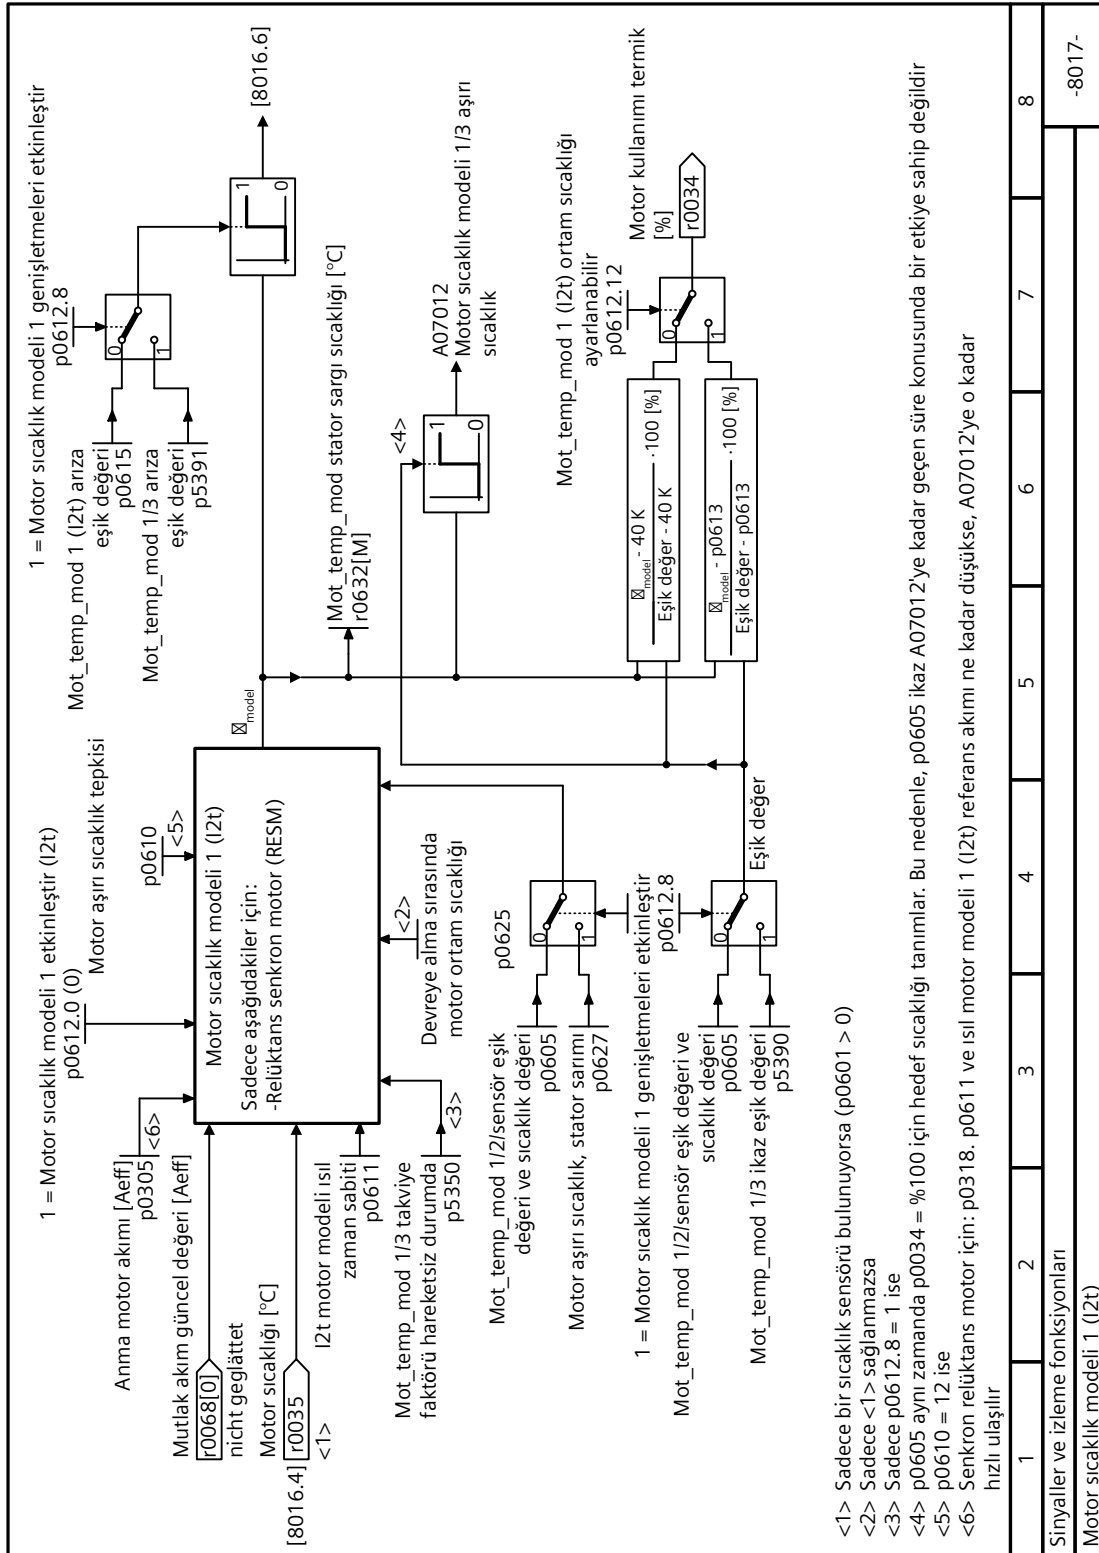 1 = Motor sıcaklık modeli 1 etkinleştir (I2t)
p0612.0 (0)
Anma motor akımı [Aeff]
p0305
<6>
Motor aşırı sıcaklık tepkisi
p0610
<5>
Mutlak akım güncel değeri [Aeff]
r0068[0]
nicht geglättet
Motor sıcaklığı [°C]
[8016.4]
r0035
<1>
I2t motor modeli ısıl
zaman sabiti
p0611
Mot_temp_mod 1/3 takviye
faktörü hareketsiz durumda
p5350
<3>
Motor sıcaklık modeli 1 (I2t)
Sadece aşağıdakiler için:
-Relüktans senkron motor (RESM)
<2>
Devreye alma sırasında
motor ortam sıcaklığı
p0625
model
1 = Motor sıcaklık modeli 1 genişletmeleri etkinleştir
p0612.8
Mot_temp_mod 1 (I2t) arıza
eşik değeri
p0615
Mot_temp_mod 1/3 arıza
eşik değeri
p5391
0
1
1
0
[8016.6]
Mot_temp_mod stator sargı sıcaklığı [°C]
r0632[M]
<4>
1
0
A07012
Motor sıcaklık modeli 1/3 aşırı
sıcaklık
Mot_temp_mod 1 (I2t) ortam sıcaklığı
ayarlanabilir
p0612.12
0
1
Motor kullanımı termik
[%]
r0034
model - 40 K
Eşik değer - 40 K
·100 [%]
model - p0613
Eşik değer - p0613
·100 [%]
Mot_temp_mod 1/2/sensör eşik
değeri ve sıcaklık değeri
p0605
Motor aşırı sıcaklık, stator sarımı
p0627
0
1
1 = Motor sıcaklık modeli 1 genişletmeleri etkinleştir
p0612.8
Mot_temp_mod 1/2/sensör eşik değeri ve
sıcaklık değeri
p0605
Mot_temp_mod 1/3 ikaz eşik değeri
p5390
0
1
Eşik değer
<1> Sadece bir sıcaklık sensörü bulunuyorsa (p0601 > 0)
<2> Sadece <1> sağlanmazsa
<3> Sadece p0612.8 = 1 ise
<4> p0605 aynı zamanda p0034 = %100 için hedef sıcaklığı tanımlar. Bu nedenle, p0605 ikaz A07012'ye kadar geçen süre konusunda bir etkiye sahip değildir
<5> p0610 = 12 ise
<6> Senkron relüktans motor için: p0318. p0611 ve ısıl motor modeli 1 (I2t) referans akımı ne kadar düşükse, A07012'ye o kadar
hızlı ulaşılır
1 2 3 4 5 6 7 8
Sinyaller ve izleme fonksiyonları
Motor sıcaklık modeli 1 (I2t)
-8017-